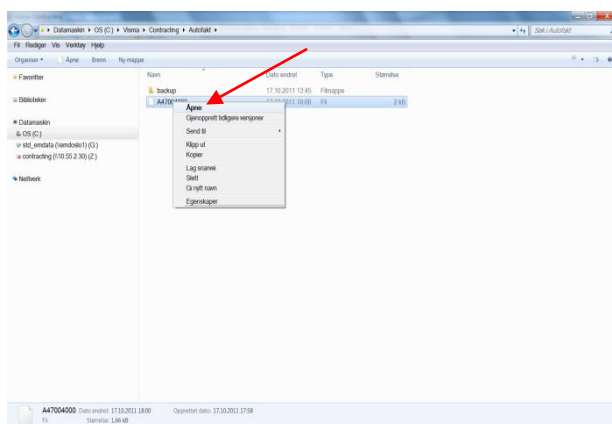 Datamaskin ▸ OS (C:) ▸ Visma ▸ Contracting ▸ Autofakt ▸
Søk i Autofakt
Fil Rediger Vis Verktøy Hjelp
Organiser Åpne Brenn Ny mappe
Navn Dato endret Type Størrelse
Favoritter
backup 17.10.2011 13:45 Filmappe
A47004000 17.10.2011 18:00 Fil 2 kB
Biblioteker
Datamaskin
OS (C:)
std_emdata (\\emdoslo1) (G:)
contracting (\\10.55.2.30) (Z:)
Nettverk
Åpne
Gjenopprett tidligere versjoner
Send til
Klipp ut
Kopier
Lag snarvei
Slett
Gi nytt navn
Egenskaper
A47004000 Dato endret: 17.10.2011 18:00 Opprettet dato: 17.10.2011 17:58
Fil Størrelse: 1,66 kB